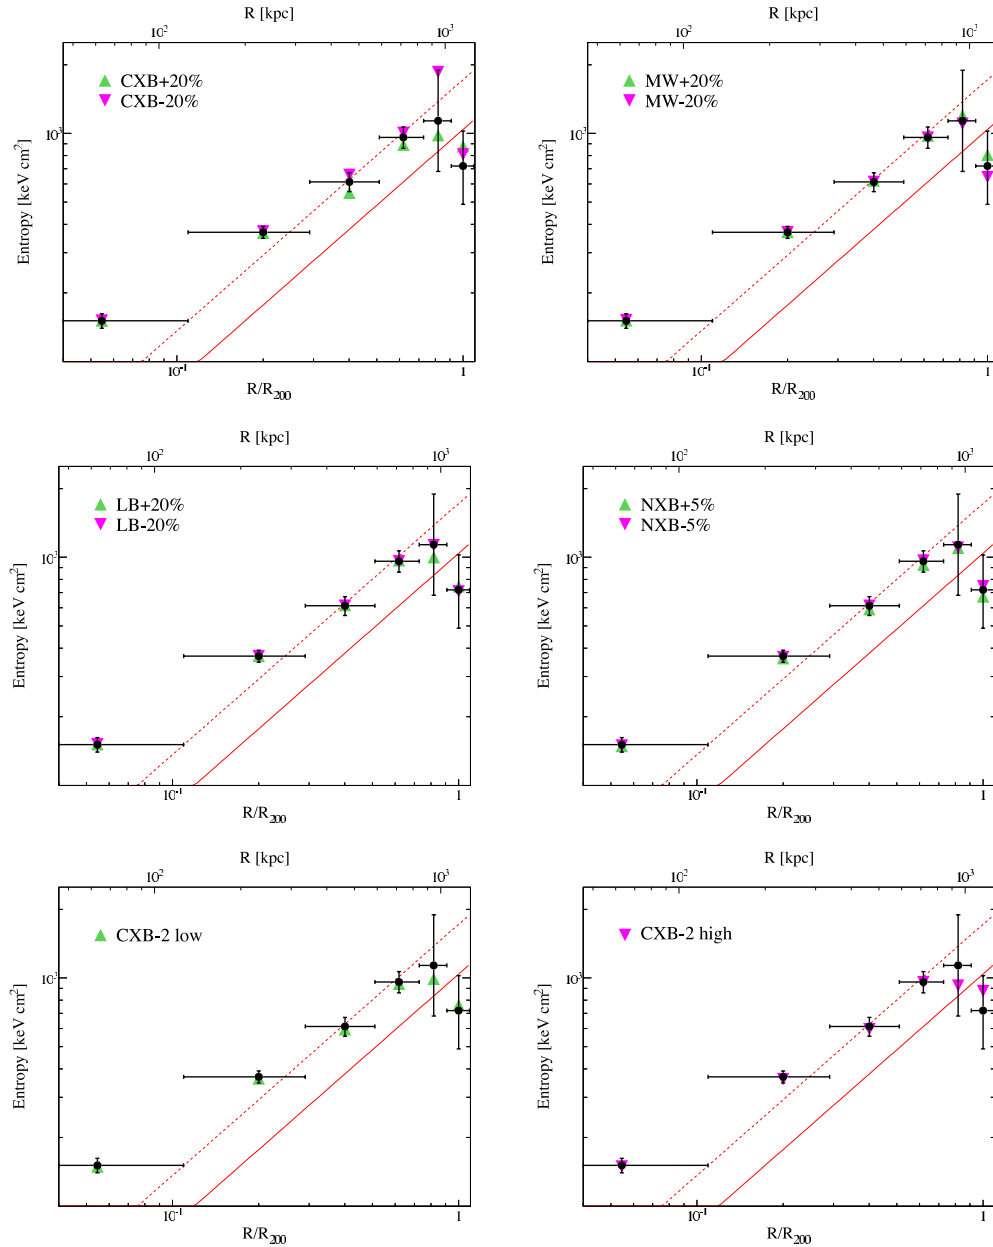 R [kpc]
10²
10³
CXB+20%
CXB-20%
10³
Entropy [keV cm²]
10⁻¹
1
R/R₂₀₀
R [kpc]
10²
10³
MW+20%
MW-20%
10³
Entropy [keV cm²]
10⁻¹
1
R/R₂₀₀
R [kpc]
10²
10³
LB+20%
LB-20%
10³
Entropy [keV cm²]
10⁻¹
1
R/R₂₀₀
R [kpc]
10²
10³
NXB+5%
NXB-5%
10³
Entropy [keV cm²]
10⁻¹
1
R/R₂₀₀
R [kpc]
10²
10³
CXB-2 low
10³
Entropy [keV cm²]
10⁻¹
1
R/R₂₀₀
R [kpc]
10²
10³
CXB-2 high
10³
Entropy [keV cm²]
10⁻¹
1
R/R₂₀₀